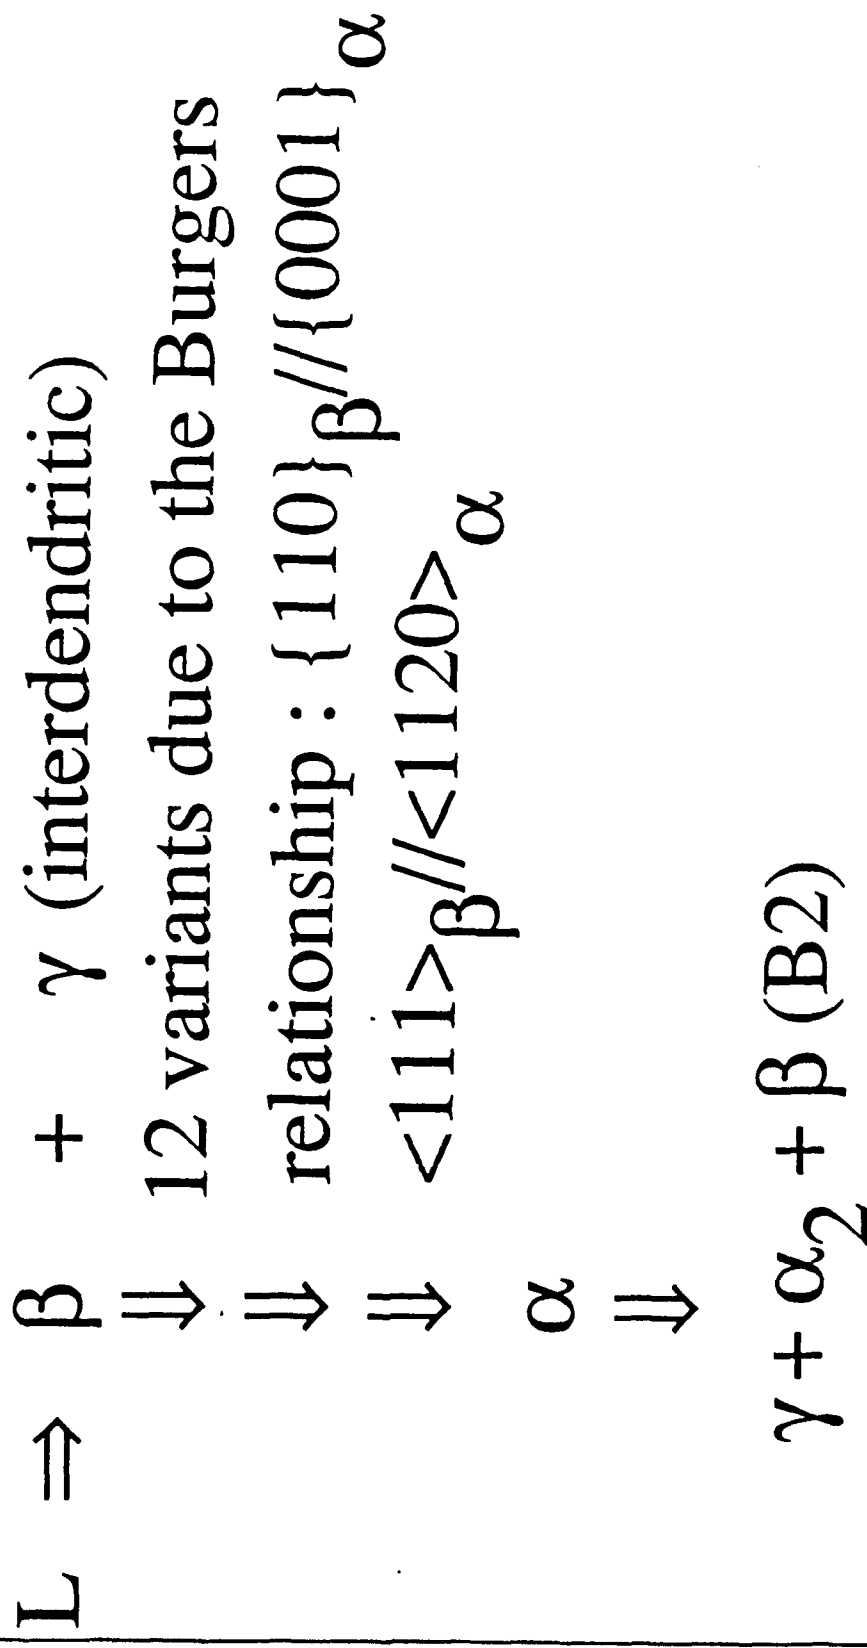 L ⇒ β + γ (interdendritic)
⇓ 12 variants due to the Burgers
⇓ relationship : {110}β//{0001}α
⇓ <111>β//<1120>α
α
⇓
γ + α2 + β (B2)